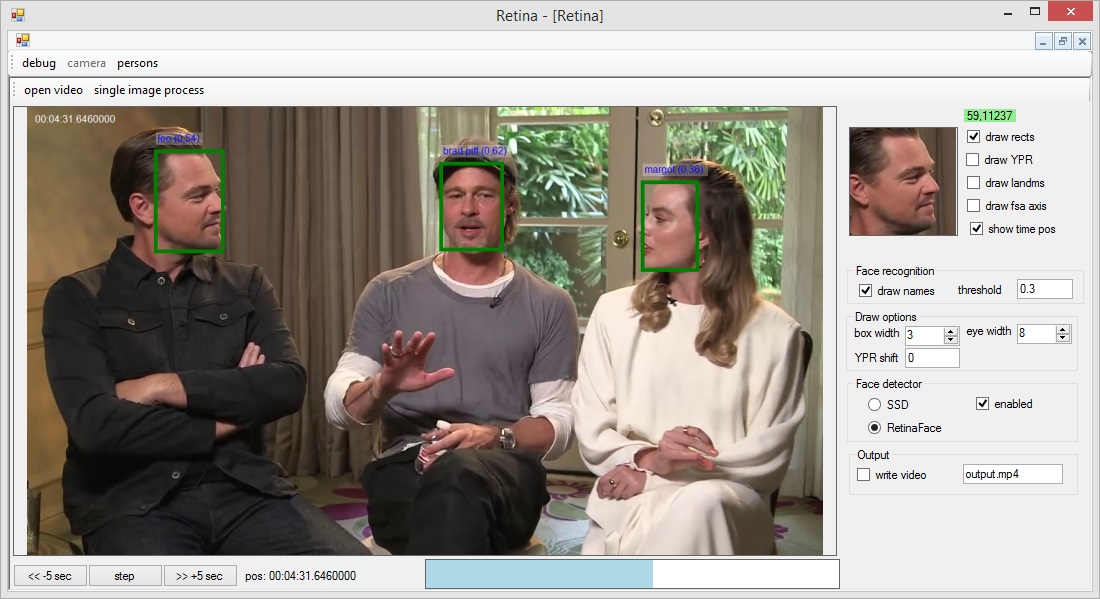 Retina - [Retina]
debug camera persons
open video single image process
00:04:31.6460000
leo (0,54)
brad pitt (0,62)
margot (0,36)
59,11237
draw rects
draw YPR
draw landms
draw fsa axis
show time pos
Face recognition
draw names threshold 0.3
Draw options
box width 3 eye width 8
YPR shift 0
Face detector
SSD enabled
RetinaFace
Output
write video output.mp4
<< -5 sec step >> +5 sec pos: 00:04:31.6460000